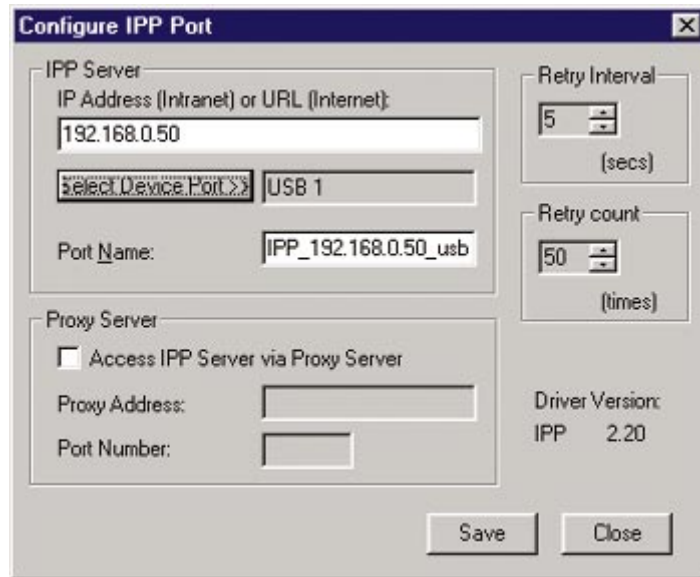 Configure IPP Port
IPP Server
IP Address (Intranet) or URL (Internet):
192.168.0.50
Select Device Port >>
USB 1
Port Name:
IPP_192.168.0.50_usb
Retry Interval
5
(secs)
Retry count
50
(times)
Proxy Server
Access IPP Server via Proxy Server
Proxy Address:
Port Number:
Driver Version:
IPP 2.20
Save
Close